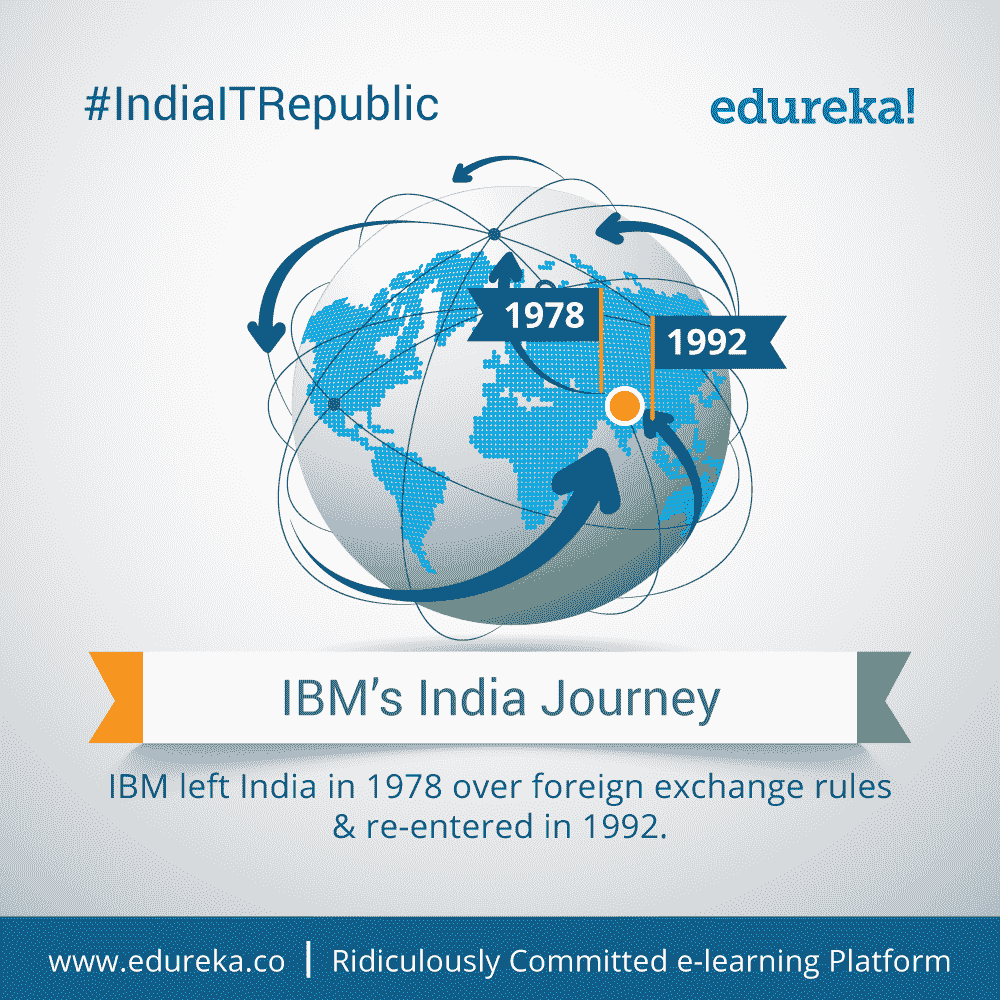 #IndiaITRepublic
edureka!
1978
1992
IBM's India Journey
IBM left India in 1978 over foreign exchange rules
& re-entered in 1992.
www.edureka.co | Ridiculously Committed e-learning Platform